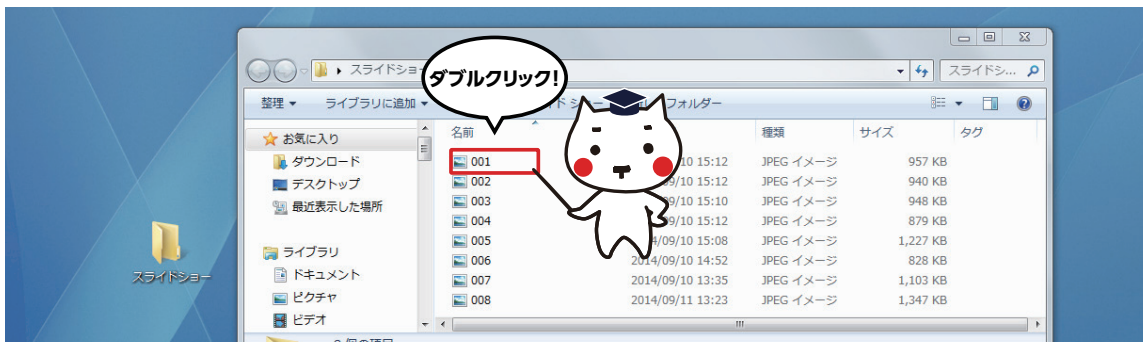 スライドショー
ダブルクリック!
スライドシ...
整理
ライブラリに追加
フォルダー
お気に入り
ダウンロード
デスクトップ
最近表示した場所
ライブラリ
ドキュメント
ピクチャ
ビデオ
名前
種類
サイズ
タグ
001
/10 15:12
JPEG イメージ
957 KB
002
9/10 15:12
JPEG イメージ
940 KB
003
/10 15:10
JPEG イメージ
948 KB
004
9/10 15:12
JPEG イメージ
879 KB
005
4/09/10 15:08
JPEG イメージ
1,227 KB
006
2014/09/10 14:52
JPEG イメージ
828 KB
007
2014/09/10 13:35
JPEG イメージ
1,103 KB
008
2014/09/11 13:23
JPEG イメージ
1,347 KB
スライドショー